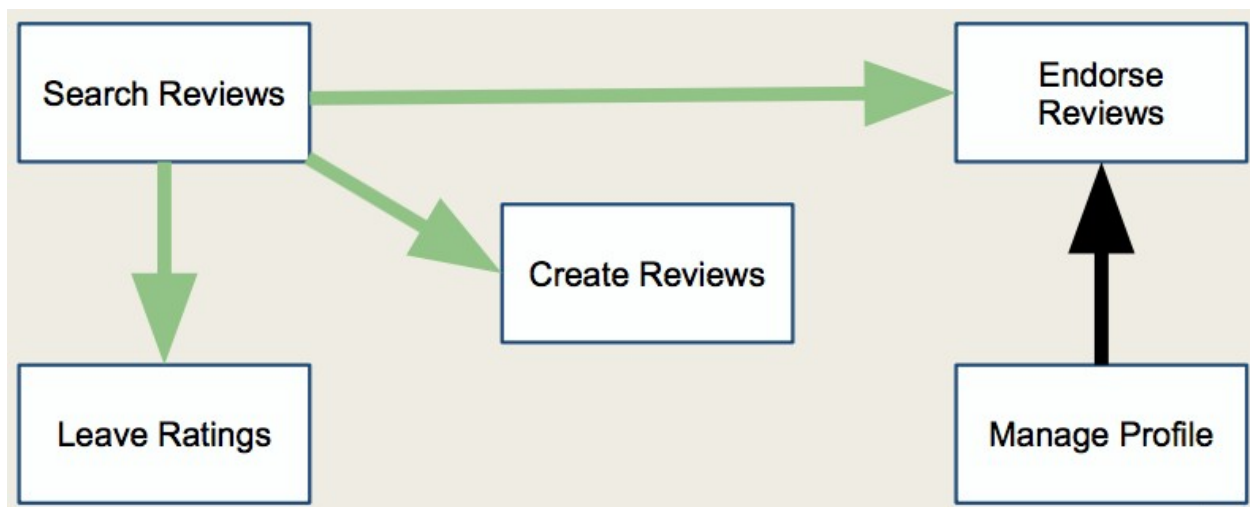 Search Reviews
Endorse
Reviews
Create Reviews
Leave Ratings
Manage Profile